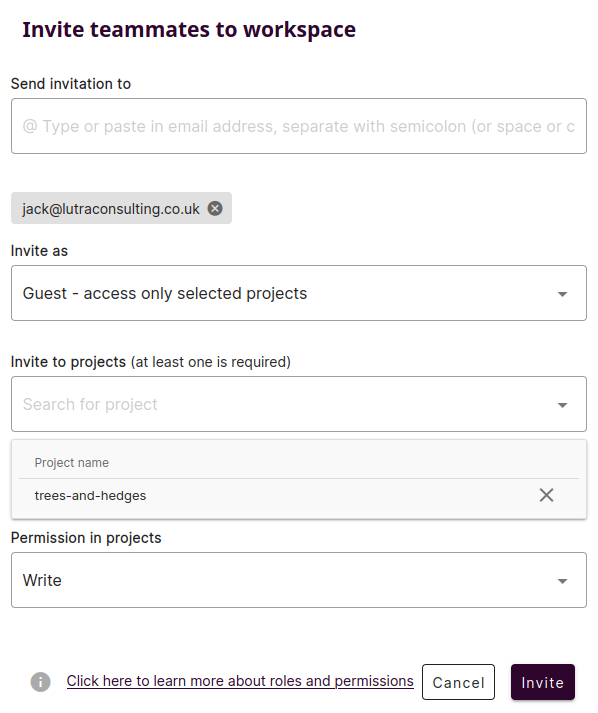 Invite teammates to workspace
Send invitation to
@ Type or paste in email address, separate with semicolon (or space or c
jack@lutraconsulting.co.uk
Invite as
Guest - access only selected projects
Invite to projects (at least one is required)
Search for project
Project name
trees-and-hedges
Permission in projects
Write
Click here to learn more about roles and permissions
Cancel
Invite